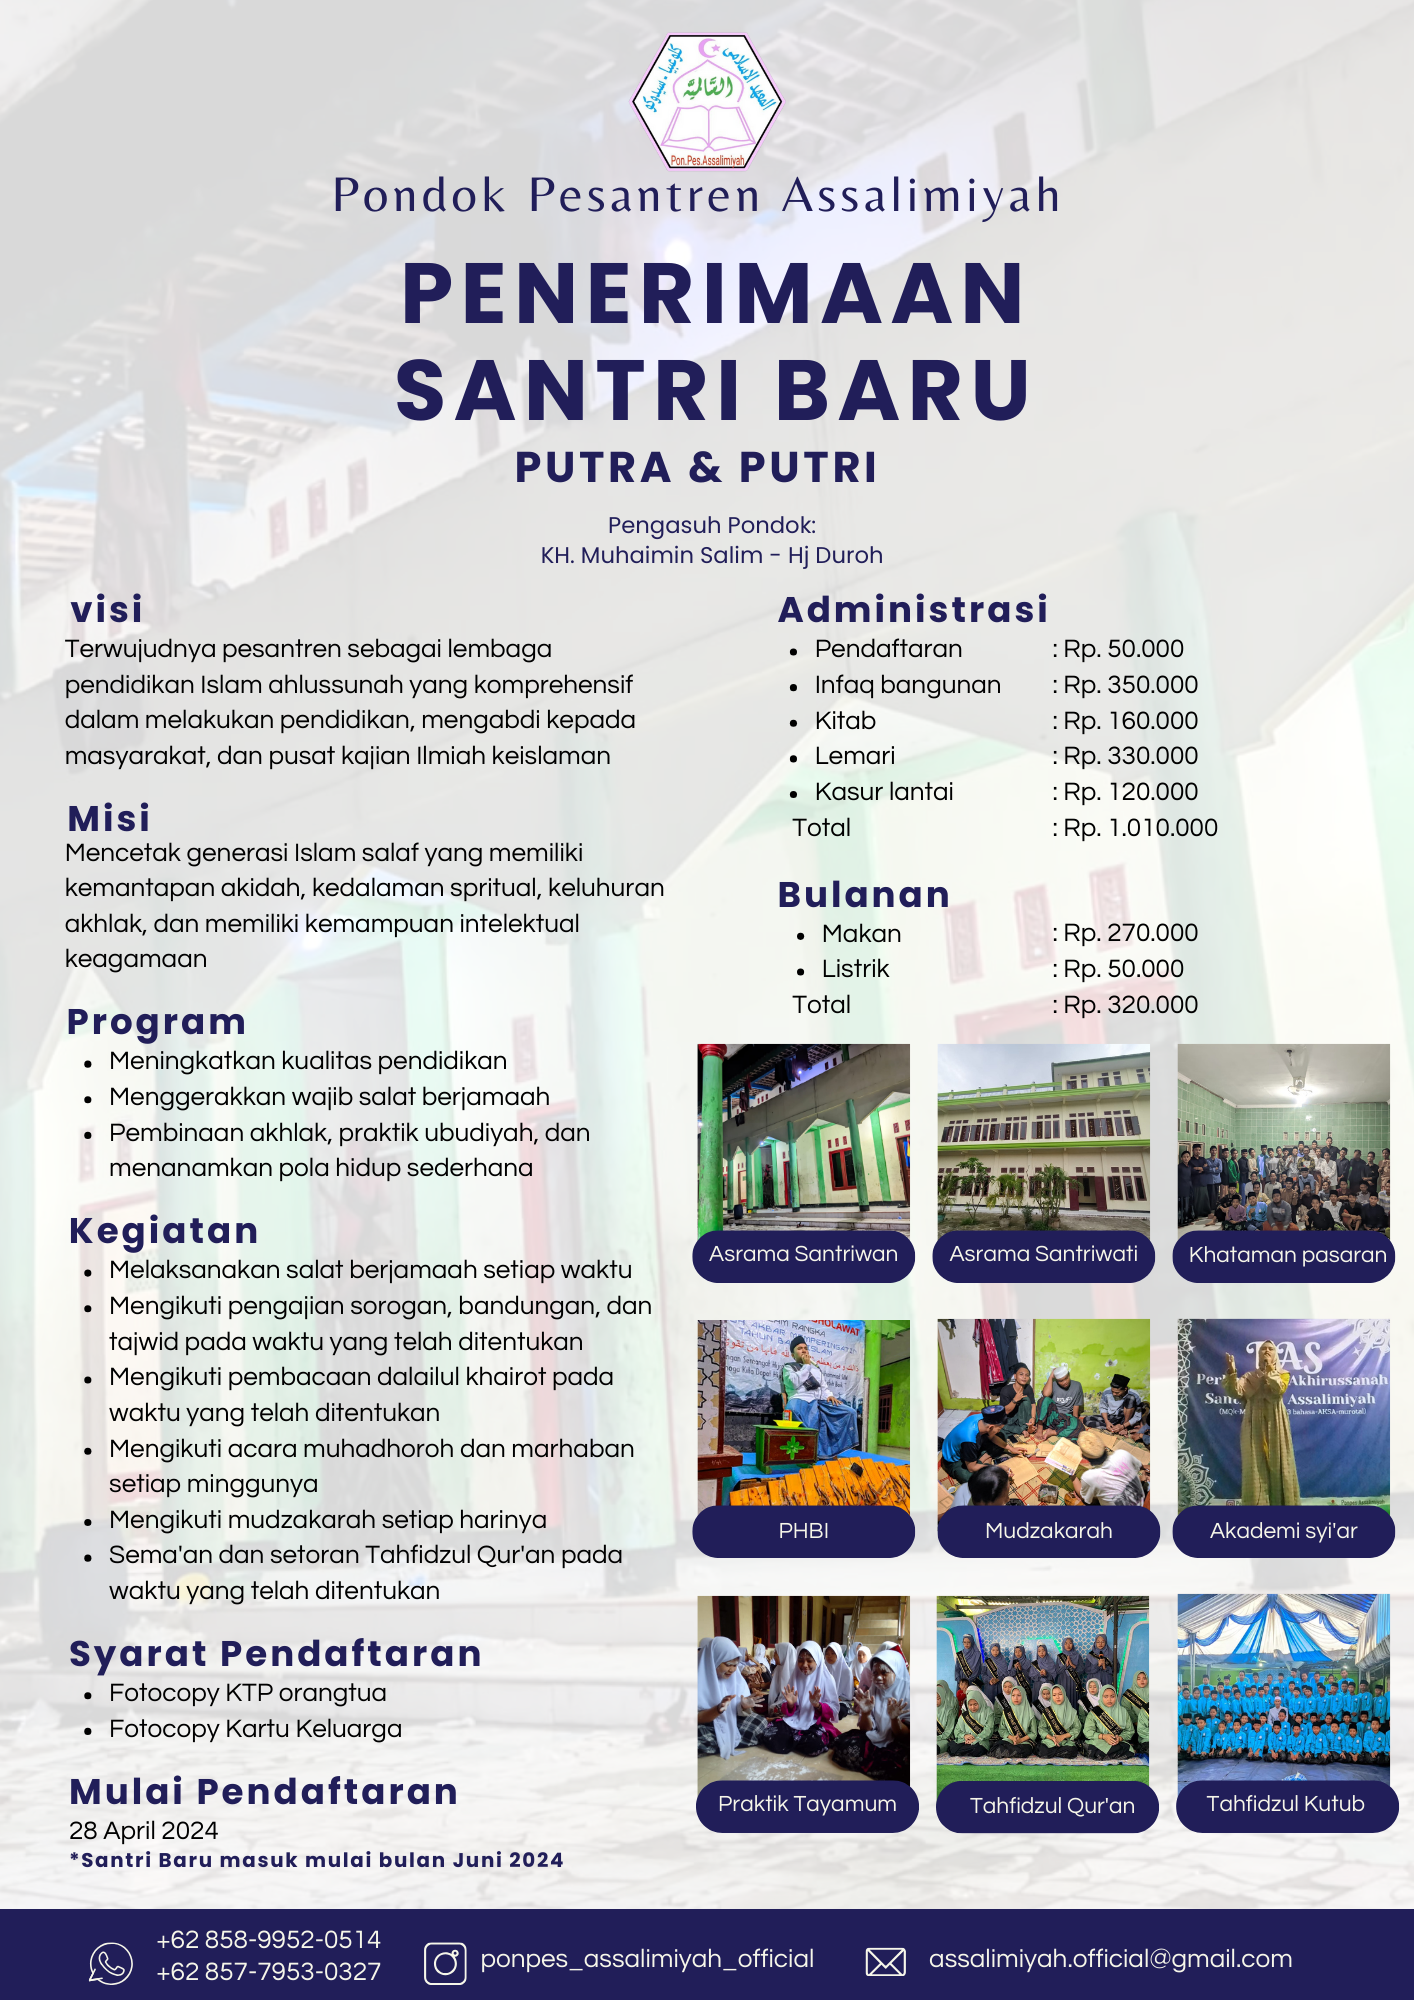 المعهد الإسلامي
السالمية
Pon.Pes.Assalimiyah
Pondok Pesantren Assalimiyah
PENERIMAAN
SANTRI BARU
PUTRA & PUTRI
Pengasuh Pondok:
KH. Muhaimin Salim - Hj Duroh
visi
Terwujudnya pesantren sebagai lembaga
pendidikan Islam ahlussunah yang komprehensif
dalam melakukan pendidikan, mengabdi kepada
masyarakat, dan pusat kajian Ilmiah keislaman
Misi
Mencetak generasi Islam salaf yang memiliki
kemantapan akidah, kedalaman spritual, keluhuran
akhlak, dan memiliki kemampuan intelektual
keagamaan
Program
• Meningkatkan kualitas pendidikan
• Menggerakkan wajib salat berjamaah
• Pembinaan akhlak, praktik ubudiyah, dan
menanamkan pola hidup sederhana
Kegiatan
• Melaksanakan salat berjamaah setiap waktu
• Mengikuti pengajian sorogan, bandungan, dan
tajwid pada waktu yang telah ditentukan
• Mengikuti pembacaan dalailul khairot pada
waktu yang telah ditentukan
• Mengikuti acara muhadhoroh dan marhaban
setiap minggunya
• Mengikuti mudzakarah setiap harinya
• Sema'an dan setoran Tahfidzul Qur'an pada
waktu yang telah ditentukan
Syarat Pendaftaran
• Fotocopy KTP orangtua
• Fotocopy Kartu Keluarga
Mulai Pendaftaran
28 April 2024
*Santri Baru masuk mulai bulan Juni 2024
Administrasi
• Pendaftaran : Rp. 50.000
• Infaq bangunan : Rp. 350.000
• Kitab : Rp. 160.000
• Lemari : Rp. 330.000
• Kasur lantai : Rp. 120.000
Total : Rp. 1.010.000
Bulanan
• Makan : Rp. 270.000
• Listrik : Rp. 50.000
Total : Rp. 320.000
Asrama Santriwan
Asrama Santriwati
Khataman pasaran
RANGKA
AKBAR
TAHUN
PHBI
Mudzakarah
Akhirussanah
Assalimiyah
Akademi syi'ar
Praktik Tayamum
Tahfidzul Qur'an
Tahfidzul Kutub
+62 858-9952-0514
+62 857-7953-0327
ponpes_assalimiyah_official
assalimiyah.official@gmail.com